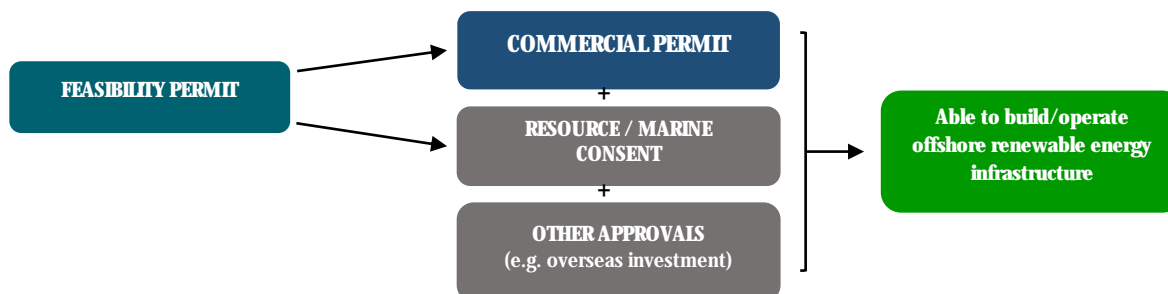 FEASIBILITY PERMIT
COMMERCIAL PERMIT
+
RESOURCE / MARINE
CONSENT
+
OTHER APPROVALS
(e.g. overseas investment)
Able to build/operate
offshore renewable energy
infrastructure